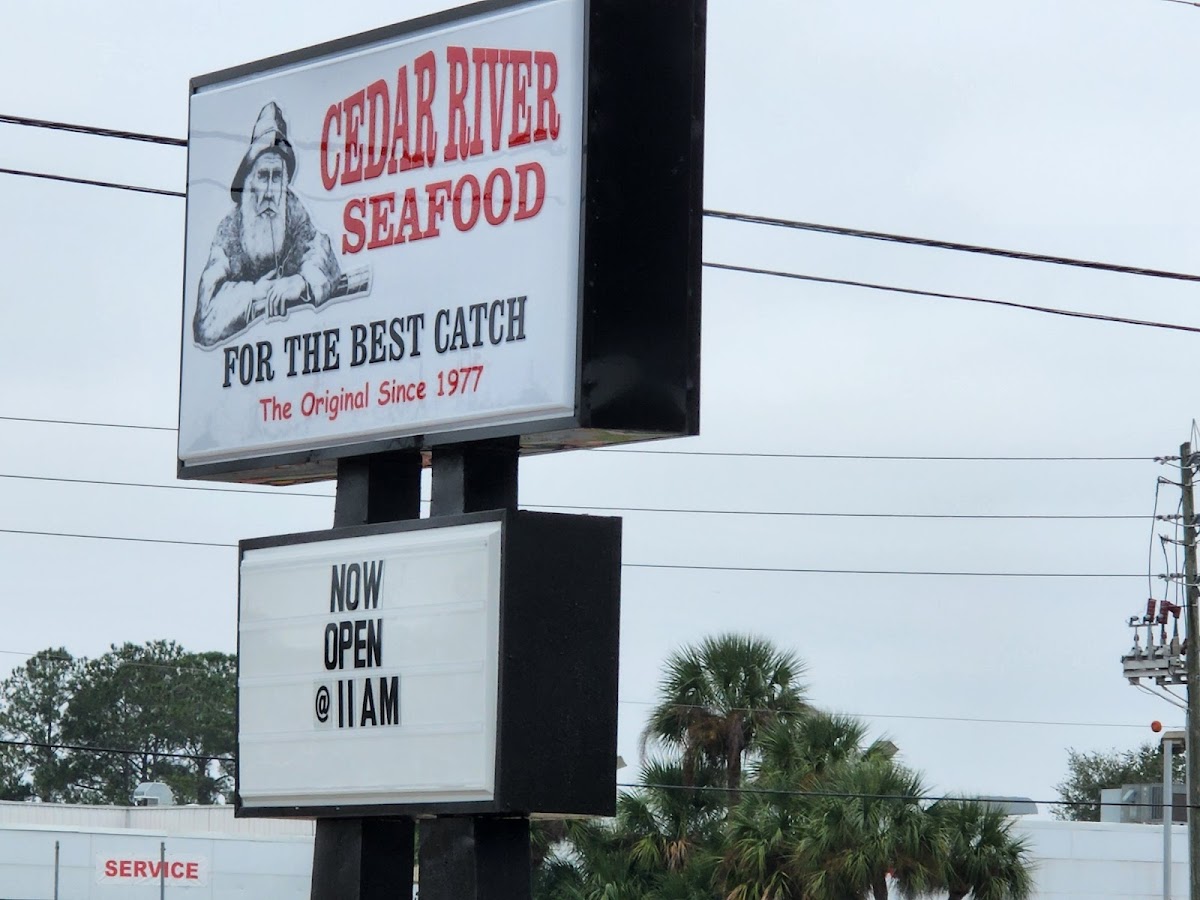 CEDAR RIVER
SEAFOOD
FOR THE BEST CATCH
The Original Since 1977
NOW
OPEN
@ 11 AM
SERVICE